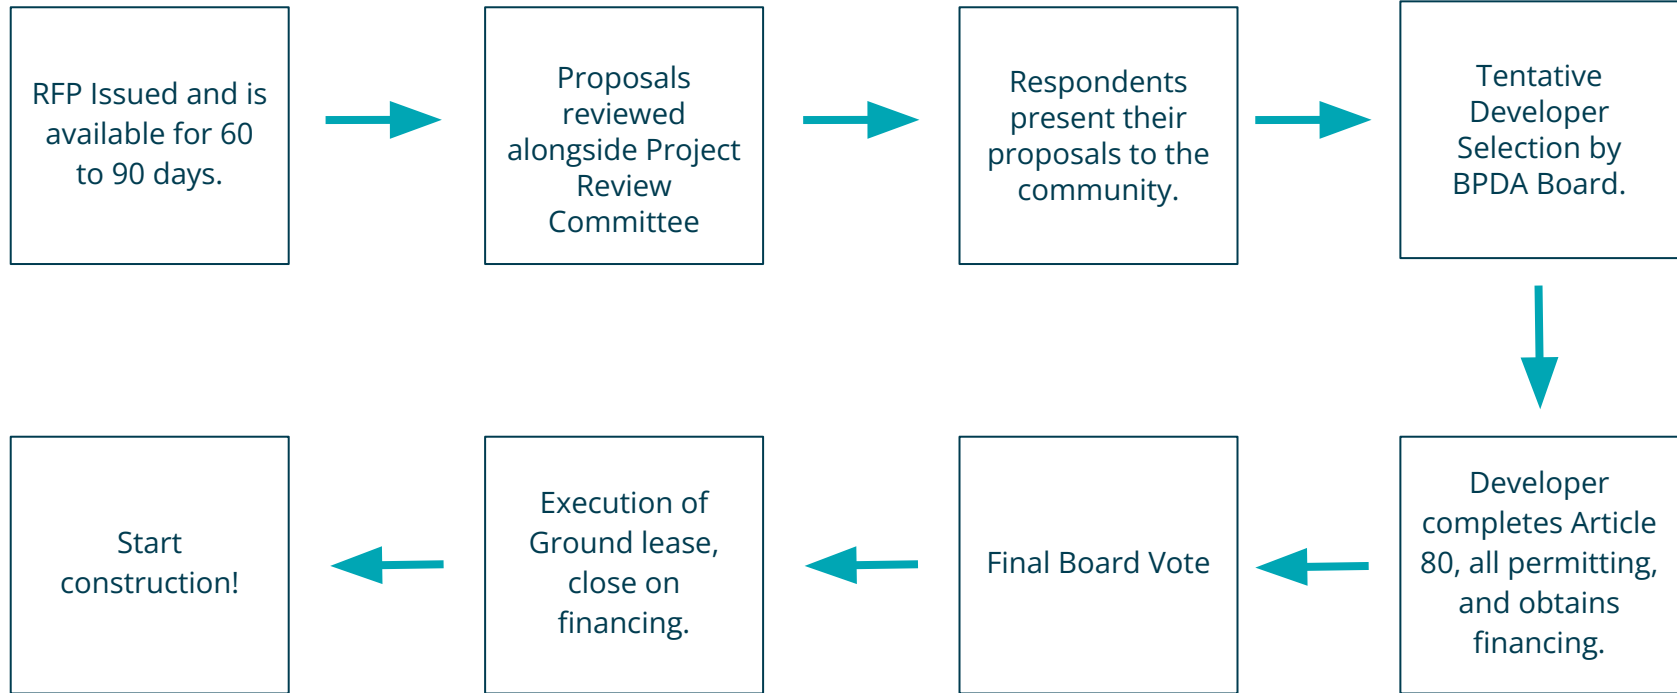 RFP Issued and is
available for 60
to 90 days.
Proposals
reviewed
alongside Project
Review
Committee
Respondents
present their
proposals to the
community.
Tentative
Developer
Selection by
BPDA Board.
Developer
completes Article
80, all permitting,
and obtains
financing.
Final Board Vote
Execution of
Ground lease,
close on
financing.
Start
construction!